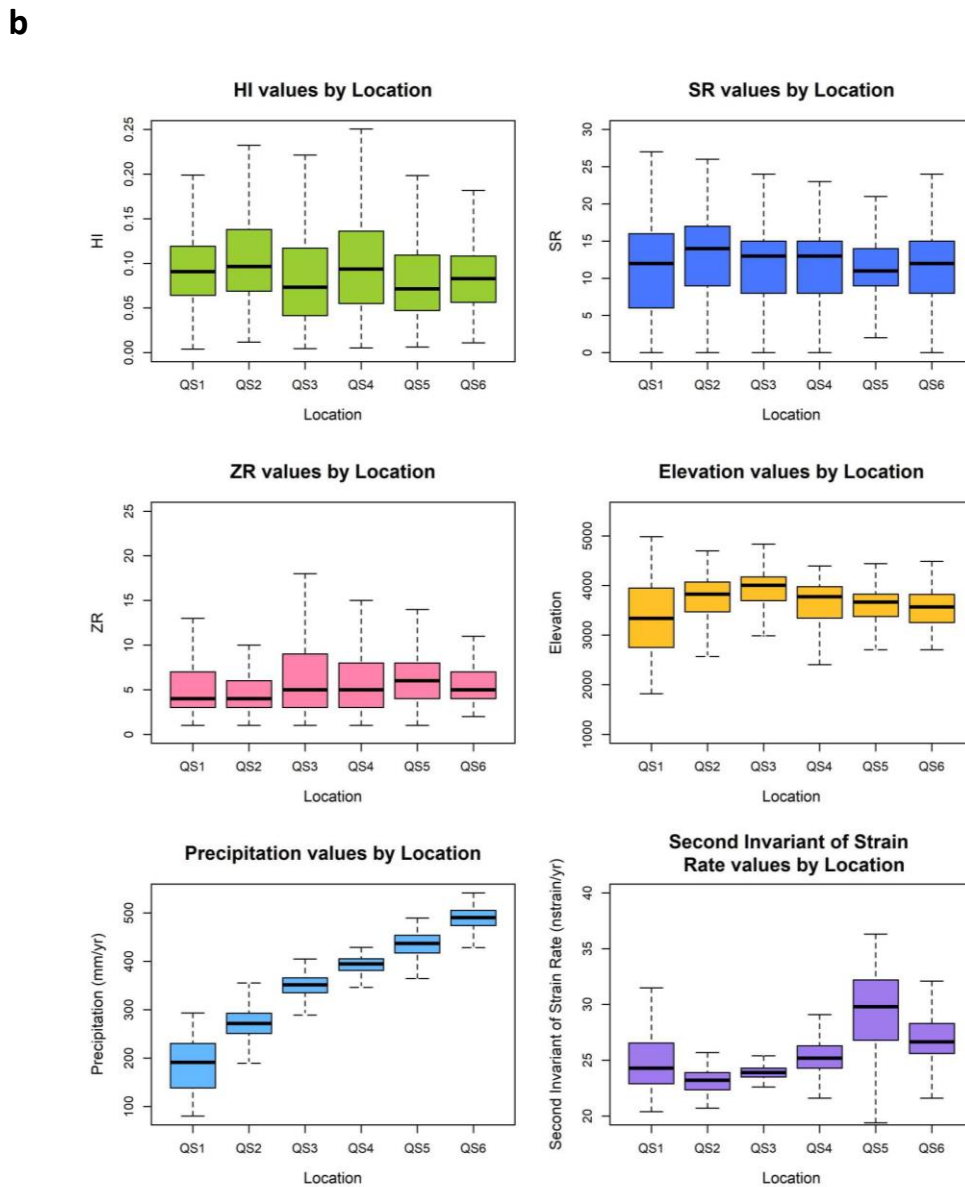 b
HI values by Location
HI
0.00
0.05
0.10
0.15
0.20
0.25
QS1 QS2 QS3 QS4 QS5 QS6
Location
SR values by Location
SR
0
5
10
15
20
25
30
QS1 QS2 QS3 QS4 QS5 QS6
Location
ZR values by Location
ZR
0
5
10
15
20
25
QS1 QS2 QS3 QS4 QS5 QS6
Location
Elevation values by Location
Elevation
1000
2000
3000
4000
5000
QS1 QS2 QS3 QS4 QS5 QS6
Location
Precipitation values by Location
Precipitation (mm/yr)
100
200
300
400
500
QS1 QS2 QS3 QS4 QS5 QS6
Location
Second Invariant of Strain
Rate values by Location
Second Invariant of Strain Rate (nstrain/yr)
20
25
30
35
40
QS1 QS2 QS3 QS4 QS5 QS6
Location